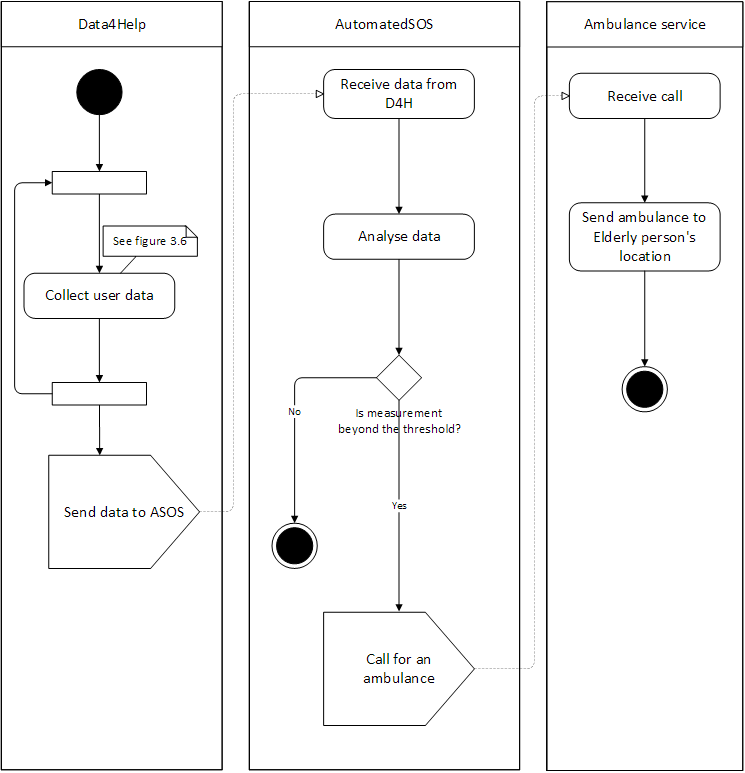 Data4Help
AutomatedSOS
Ambulance service
See figure 3.6
Collect user data
Send data to ASOS
Receive data from
D4H
Analyse data
No
Is measurement
beyond the threshold?
Yes
Call for an
ambulance
Receive call
Send ambulance to
Elderly person's
location